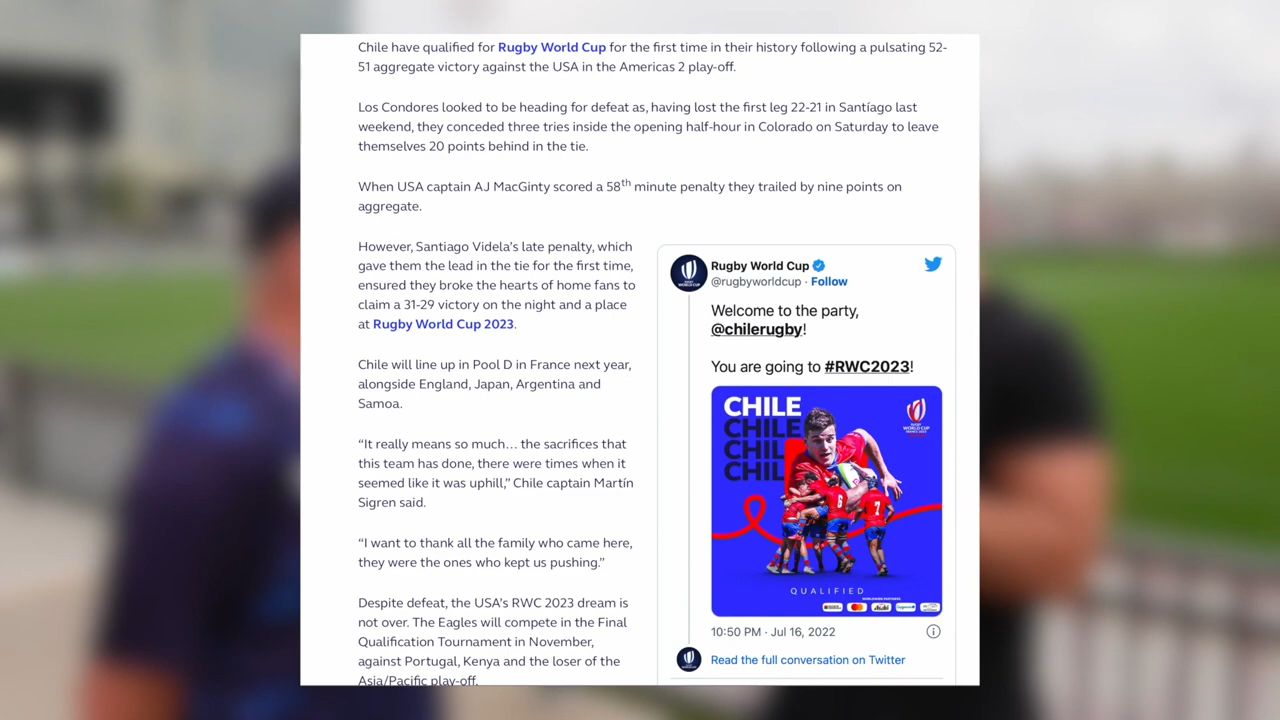 Chile have qualified for Rugby World Cup for the first time in their history following a pulsating 52-
51 aggregate victory against the USA in the Americas 2 play-off.
Los Condores looked to be heading for defeat as, having lost the first leg 22-21 in Santíago last
weekend, they conceded three tries inside the opening half-hour in Colorado on Saturday to leave
themselves 20 points behind in the tie.
When USA captain AJ MacGinty scored a 58th minute penalty they trailed by nine points on
aggregate.
However, Santiago Videla's late penalty, which
gave them the lead in the tie for the first time,
ensured they broke the hearts of home fans to
claim a 31-29 victory on the night and a place
at Rugby World Cup 2023.
Chile will line up in Pool D in France next year,
alongside England, Japan, Argentina and
Samoa.
“It really means so much… the sacrifices that
this team has done, there were times when it
seemed like it was uphill,” Chile captain Martín
Sigren said.
“I want to thank all the family who came here,
they were the ones who kept us pushing.”
Despite defeat, the USA's RWC 2023 dream is
not over. The Eagles will compete in the Final
Qualification Tournament in November,
against Portugal, Kenya and the loser of the
Asia/Pacific play-off.
Rugby World Cup
@rugbyworldcup · Follow
Welcome to the party,
@chilerugby!
You are going to #RWC2023!
CHILE
CHILE
CHIL
CHIL
RUGBY
WORLD CUP
6
7
QUALIFIED
WORLDWIDE PARTNERS
10:50 PM · Jul 16, 2022
Read the full conversation on Twitter